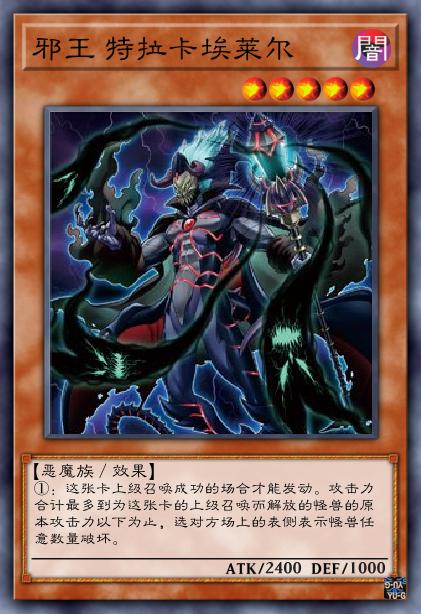 邪王 特拉卡埃莱尔
闇
【恶魔族／效果】
①：这张卡上级召唤成功的场合才能发动。攻击力
合计最多到为这张卡的上级召唤而解放的怪兽的原
本攻击力以下为止，选对方场上的表侧表示怪兽任
意数量破坏。
ATK/2400 DEF/1000